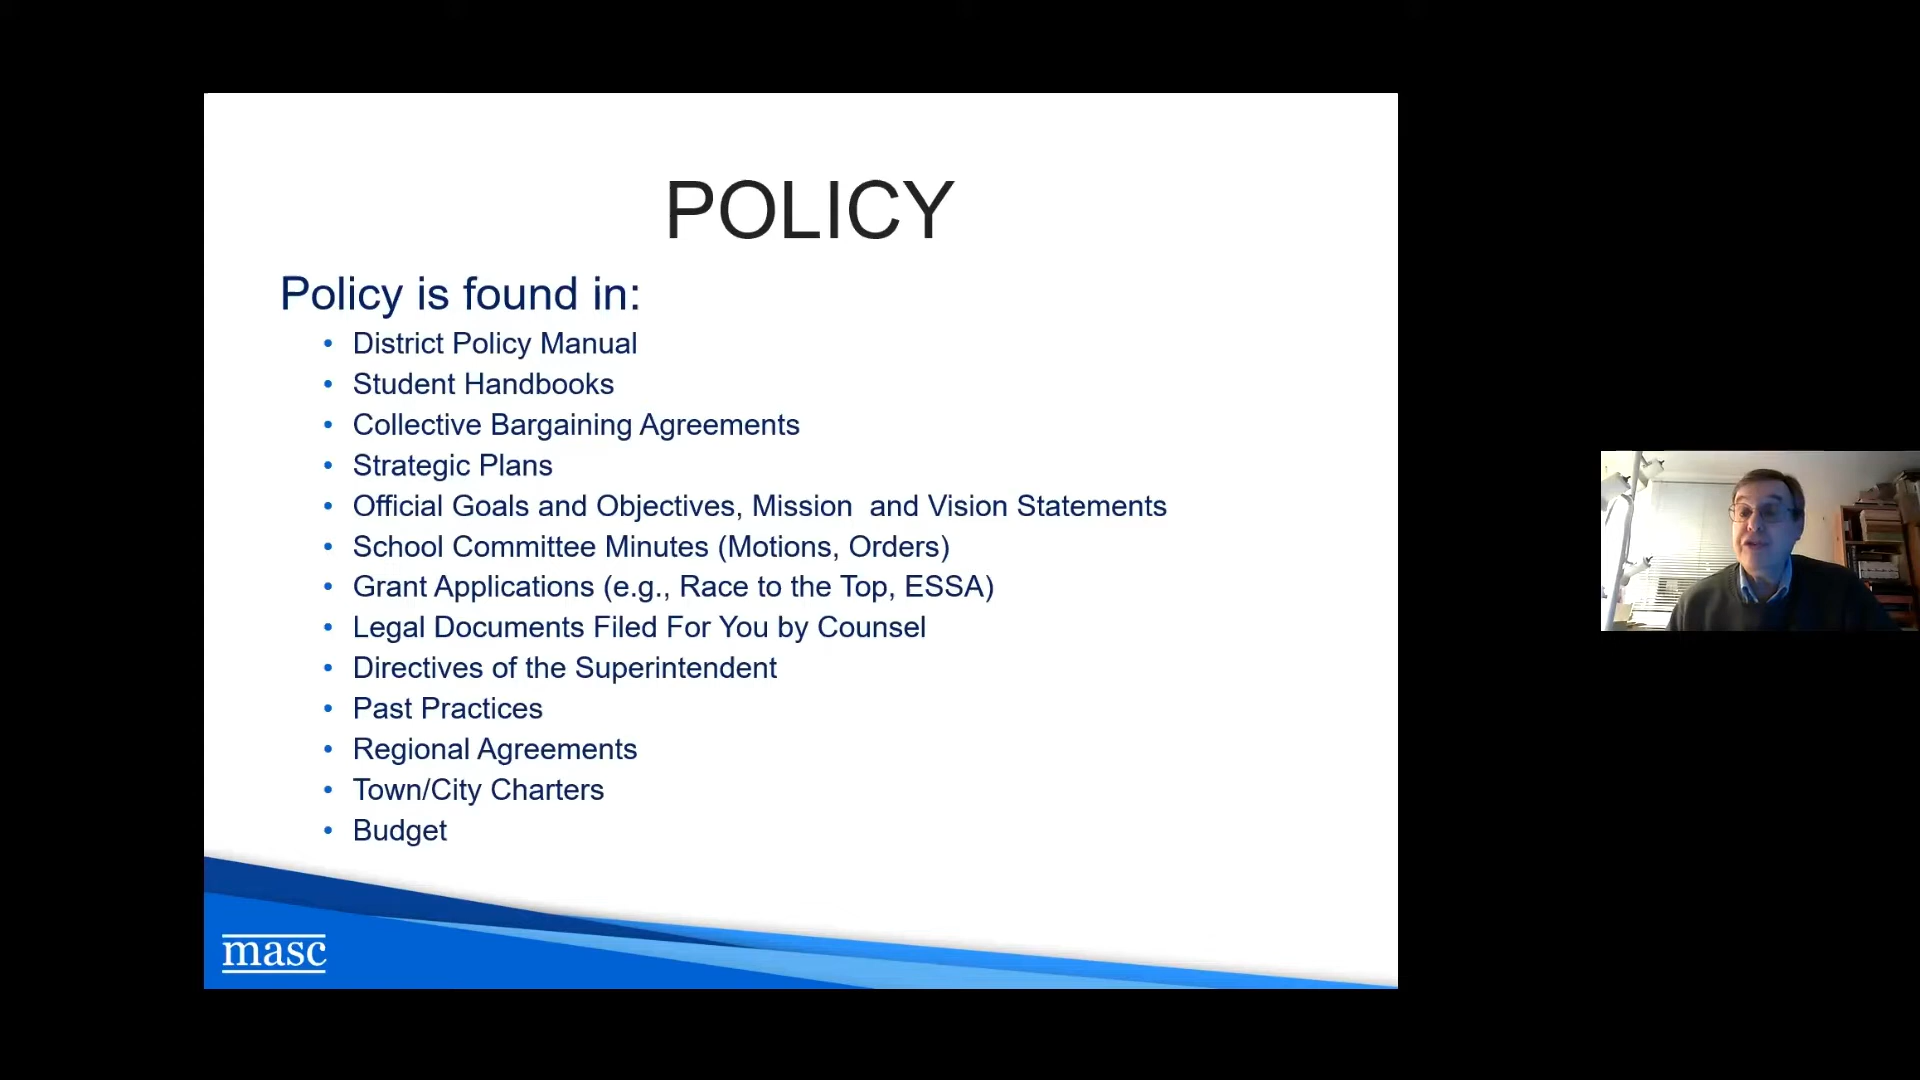 POLICY
Policy is found in:
• District Policy Manual
• Student Handbooks
• Collective Bargaining Agreements
• Strategic Plans
• Official Goals and Objectives, Mission  and Vision Statements
• School Committee Minutes (Motions, Orders)
• Grant Applications (e.g., Race to the Top, ESSA)
• Legal Documents Filed For You by Counsel
• Directives of the Superintendent
• Past Practices
• Regional Agreements
• Town/City Charters
• Budget
masc